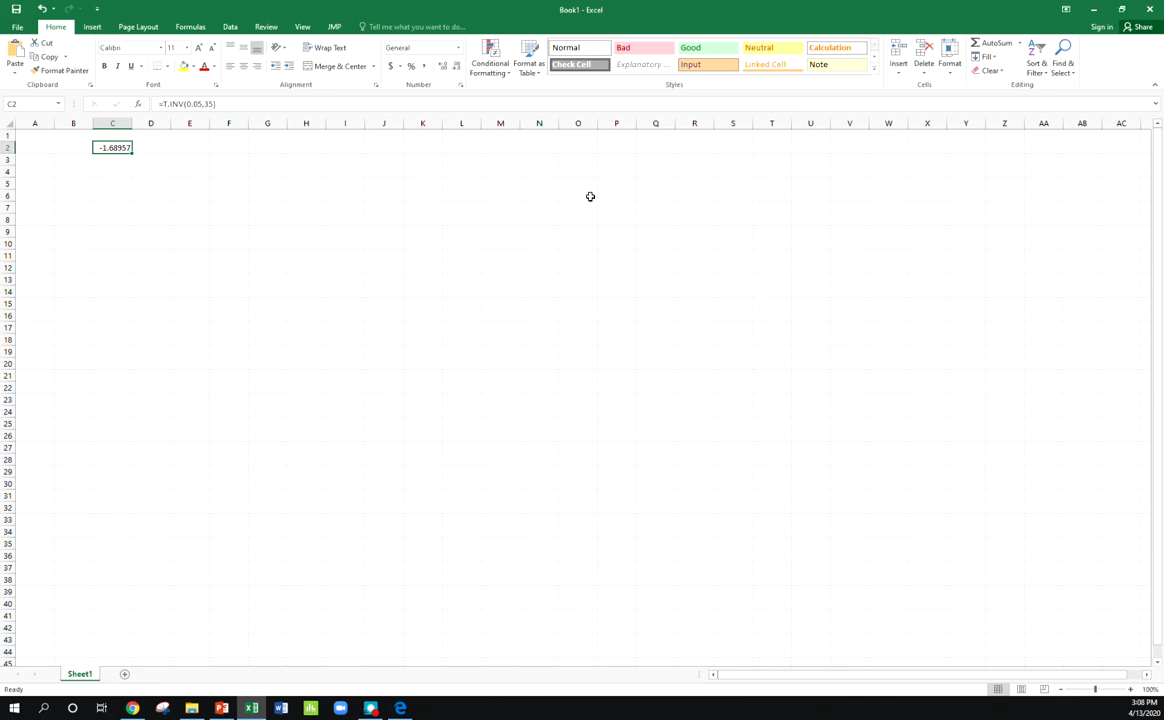 Book1 - Excel
File Home Insert Page Layout Formulas Data Review View JMP Tell me what you want to do... Sign in Share
Paste
Cut
Copy
Format Painter
Clipboard
Calibri 11 A A
B I U A
Font
Wrap Text
Merge & Center
Alignment
General
$ % ,
Number
Conditional Formatting
Format as Table
Normal Bad Good Neutral Calculation
Check Cell Explanatory ... Input Linked Cell Note
Styles
Insert Delete Format
Cells
AutoSum
Fill
Clear
Sort & Filter
Find & Select
Editing
C2 fx =T.INV(0.05,35)
A B C D E F G H I J K L M N O P Q R S T U V W X Y Z AA AB AC
1
2 -1.68957
3
4
5
6
7
8
9
10
11
12
13
14
15
16
17
18
19
20
21
22
23
24
25
26
27
28
29
30
31
32
33
34
35
36
37
38
39
40
41
42
43
44
45
Sheet1
Ready 100%
3:08 PM
4/13/2020